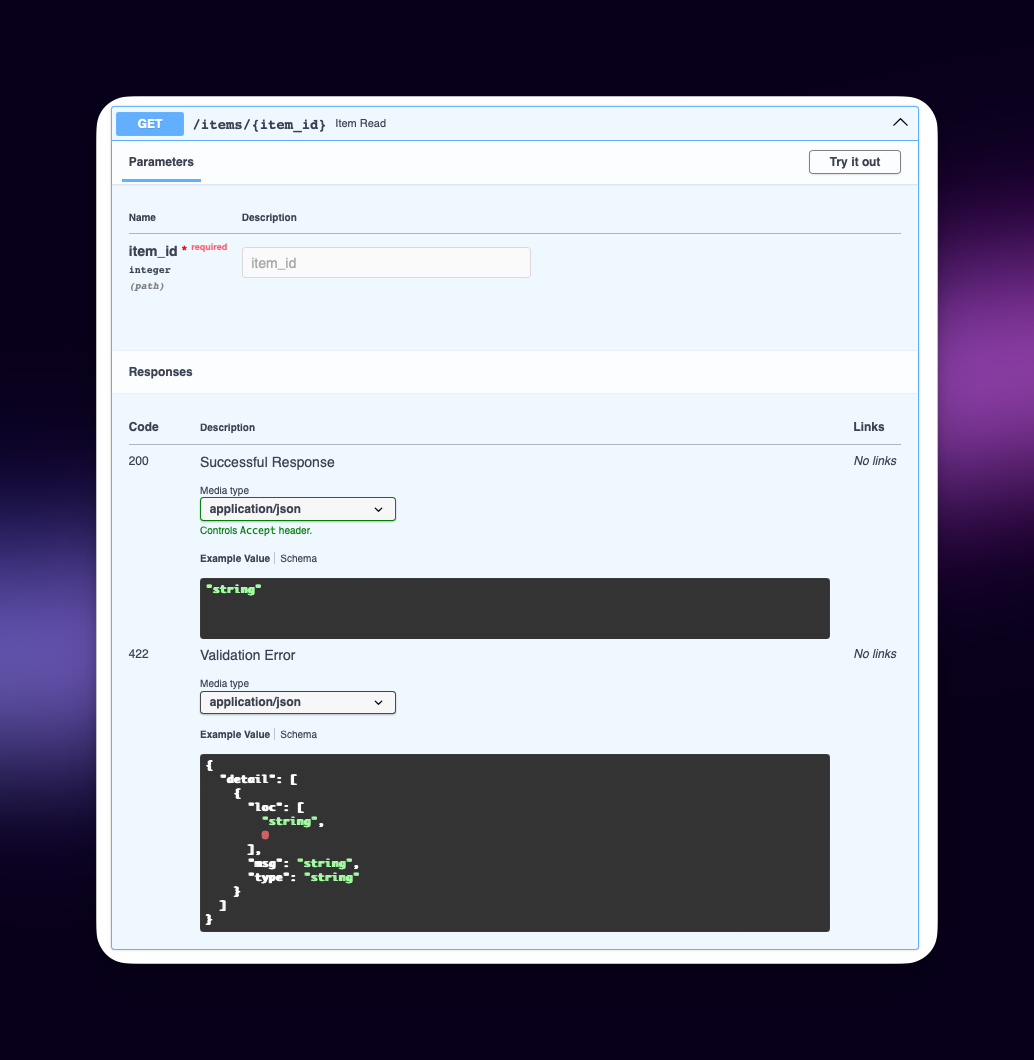 GET /items/{item_id} Item Read
Parameters Try it out
Name Description
item_id * required
integer
(path)
item_id
Responses
Code Description Links
200 Successful Response No links
Media type
application/json
Controls Accept header.
Example Value | Schema
"string"
422 Validation Error No links
Media type
application/json
Example Value | Schema
{
  "detail": [
    {
      "loc": [
        "string",
        0
      ],
      "msg": "string",
      "type": "string"
    }
  ]
}